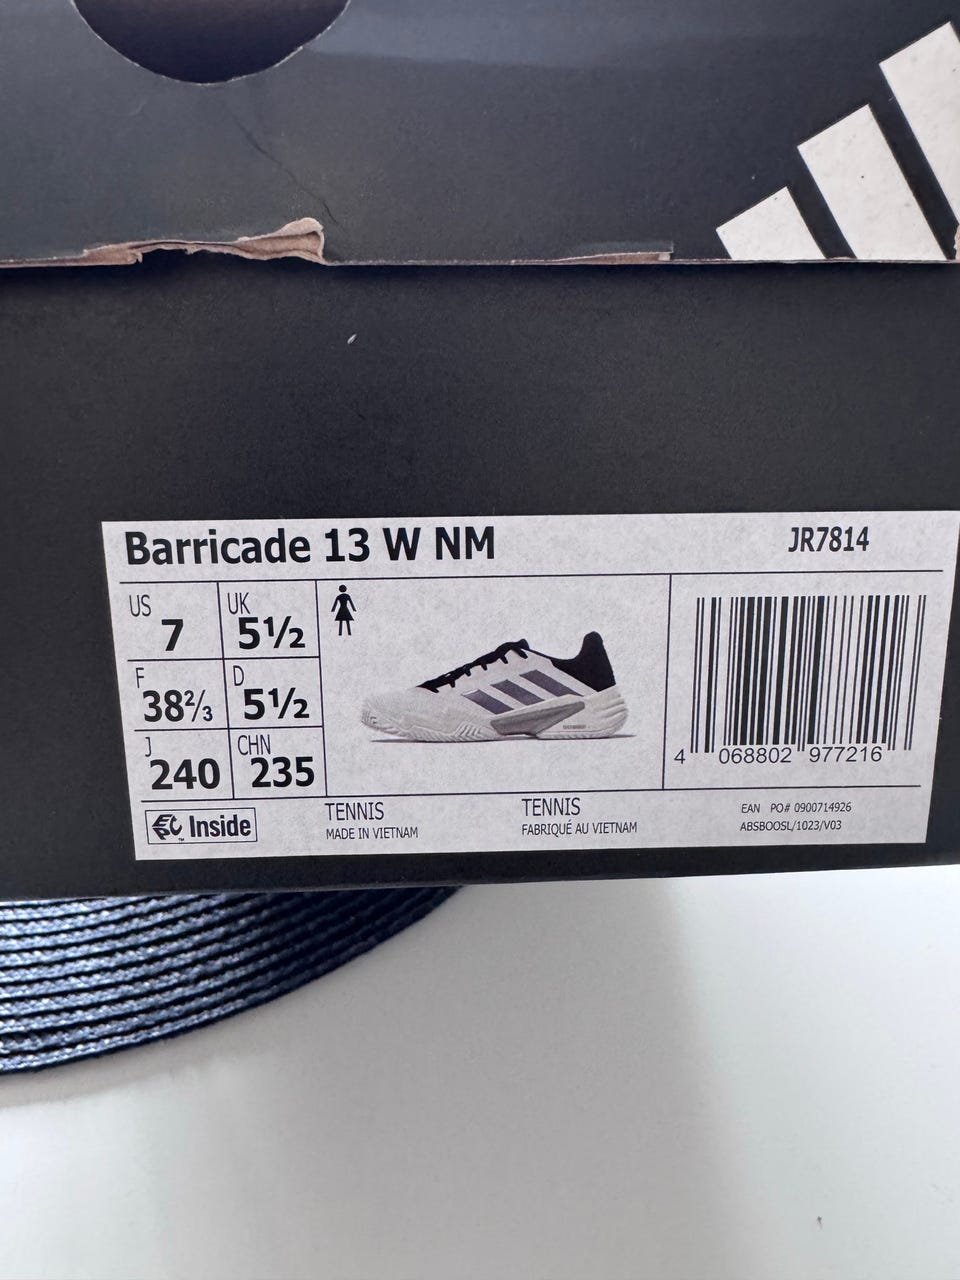 Barricade 13 W NM
JR7814
US 7
UK 5½
F 38⅔
D 5½
J 240
CHN 235
4 068802 977216
Inside
TENNIS
MADE IN VIETNAM
TENNIS
FABRIQUÉ AU VIETNAM
EAN PO# 0900714926
ABSBOOSL/1023/V03